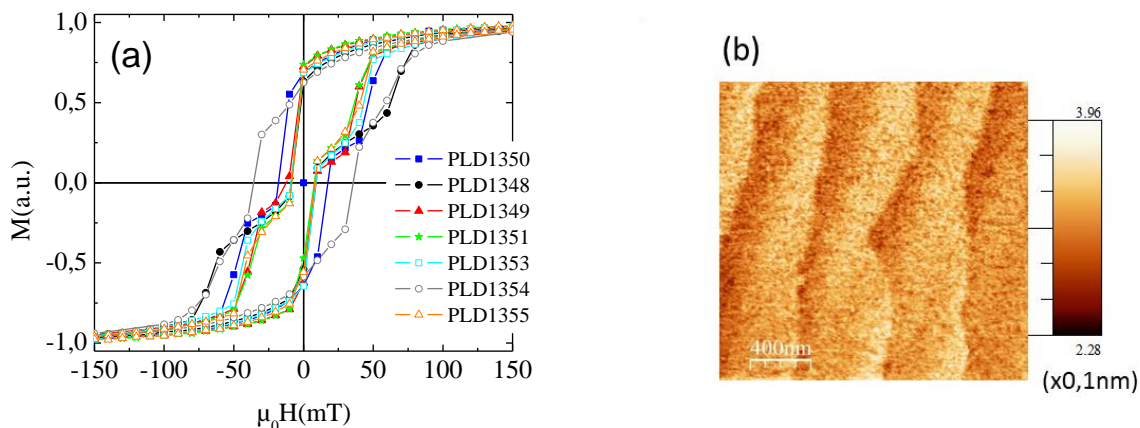 (a)
1,0
0,5
0,0
-0,5
-1,0
M(a.u.)
-150
-100
-50
0
50
100
150
μ₀H(mT)
PLD1350
PLD1348
PLD1349
PLD1351
PLD1353
PLD1354
PLD1355
(b)
400nm
3.96
2.28
(x0,1nm)